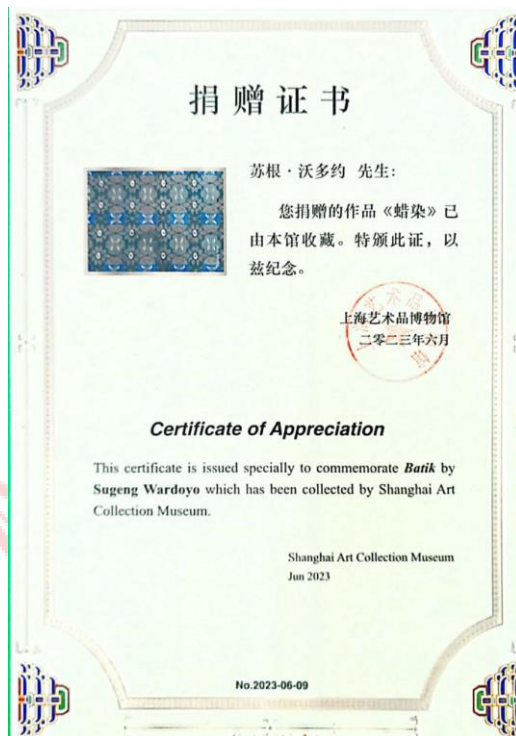 捐赠证书
苏根·沃多约 先生:
您捐赠的作品《蜡染》已
由本馆收藏。特颁此证，以
兹纪念。
上海艺术品博物馆
二零二三年六月
Certificate of Appreciation
This certificate is issued specially to commemorate Batik by
Sugeng Wardoyo which has been collected by Shanghai Art
Collection Museum.
Shanghai Art Collection Museum
Jun 2023
No.2023-06-09